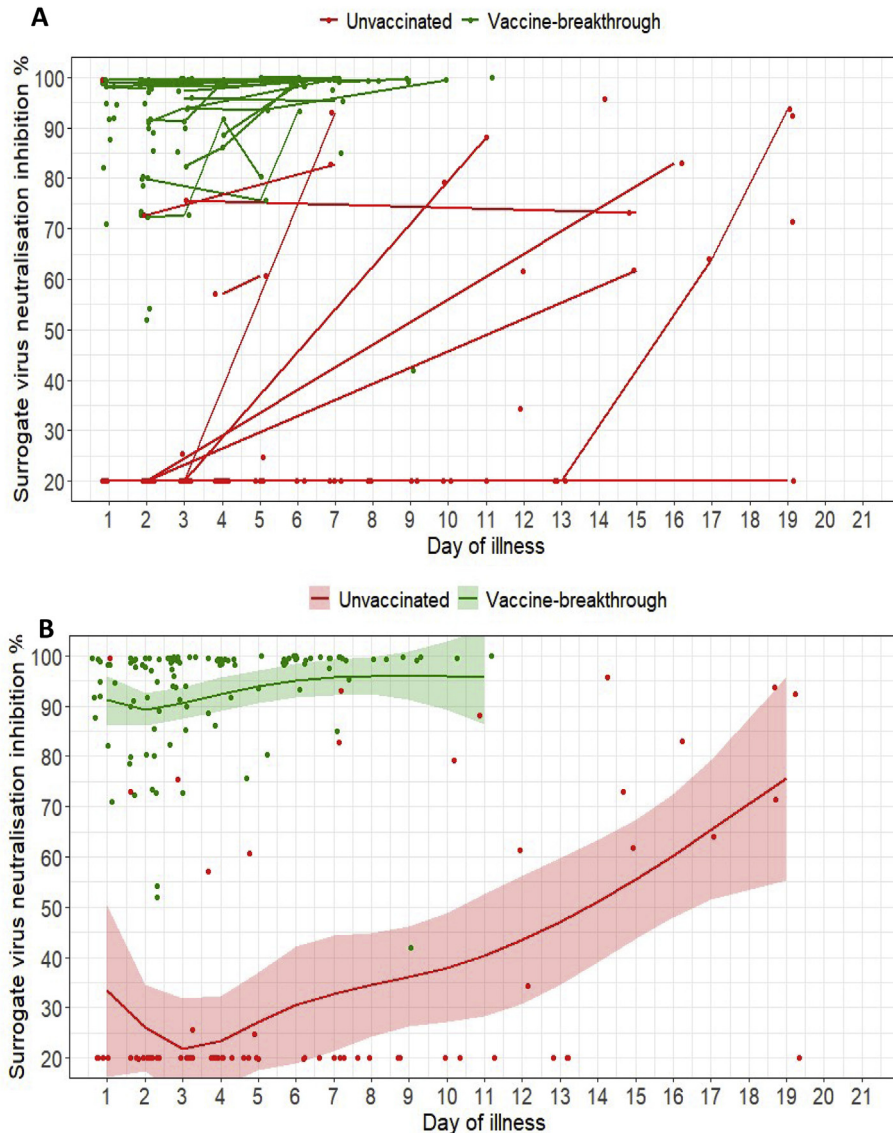 A
Unvaccinated Vaccine-breakthrough
Surrogate virus neutralisation inhibition %
100
90
80
70
60
50
40
30
20
1 2 3 4 5 6 7 8 9 10 11 12 13 14 15 16 17 18 19 20 21
Day of illness
Unvaccinated Vaccine-breakthrough
B
Surrogate virus neutralisation inhibition %
100
90
80
70
60
50
40
30
20
1 2 3 4 5 6 7 8 9 10 11 12 13 14 15 16 17 18 19 20 21
Day of illness